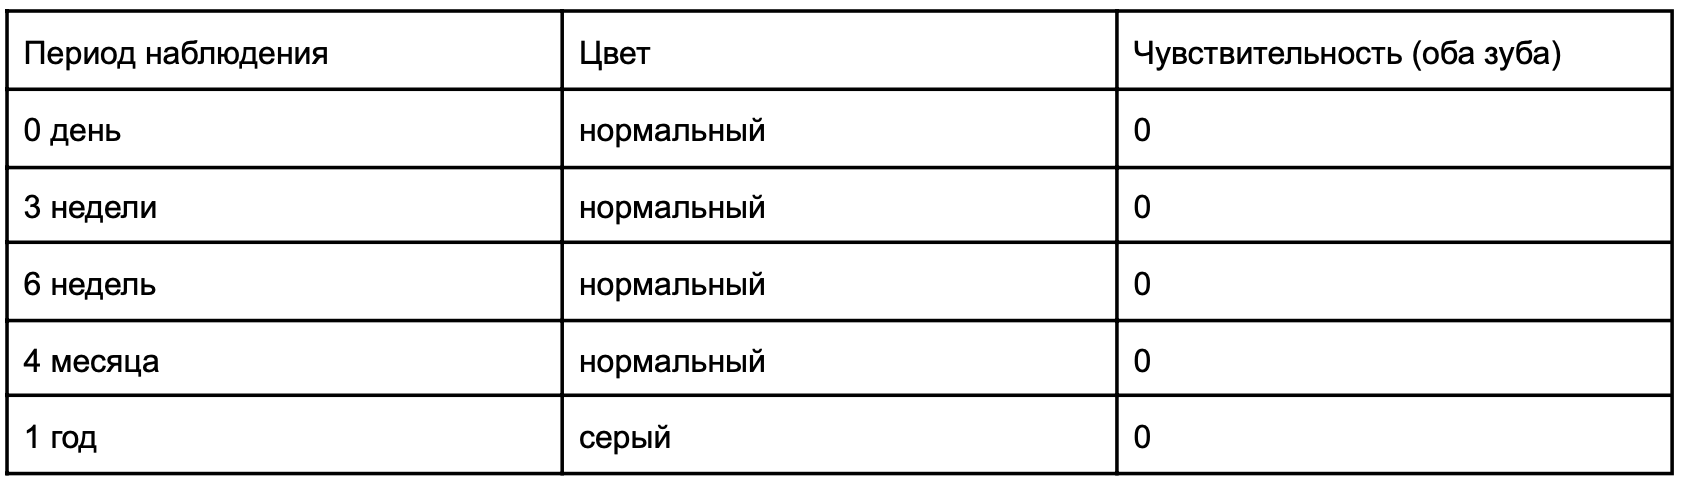 Период наблюдения Цвет Чувствительность (оба зуба)
0 день нормальный 0
3 недели нормальный 0
6 недель нормальный 0
4 месяца нормальный 0
1 год серый 0